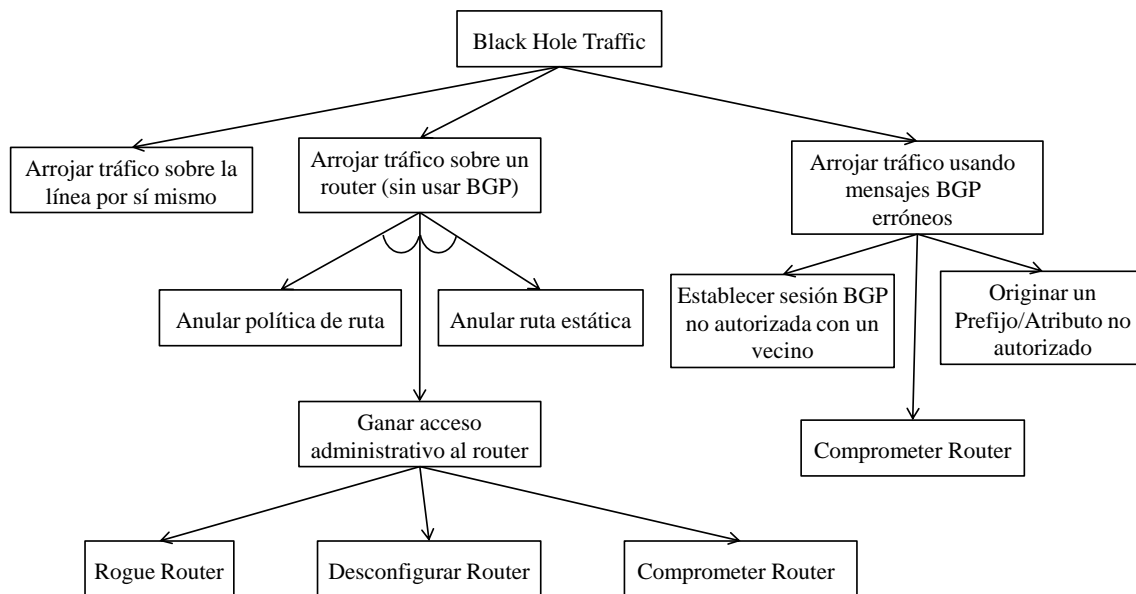 Black Hole Traffic
Arrojar tráfico sobre la
línea por sí mismo
Arrojar tráfico sobre un
router (sin usar BGP)
Arrojar tráfico usando
mensajes BGP
erróneos
Anular política de ruta
Anular ruta estática
Establecer sesión BGP
no autorizada con un
vecino
Originar un
Prefijo/Atributo no
autorizado
Ganar acceso
administrativo al router
Comprometer Router
Rogue Router
Desconfigurar Router
Comprometer Router